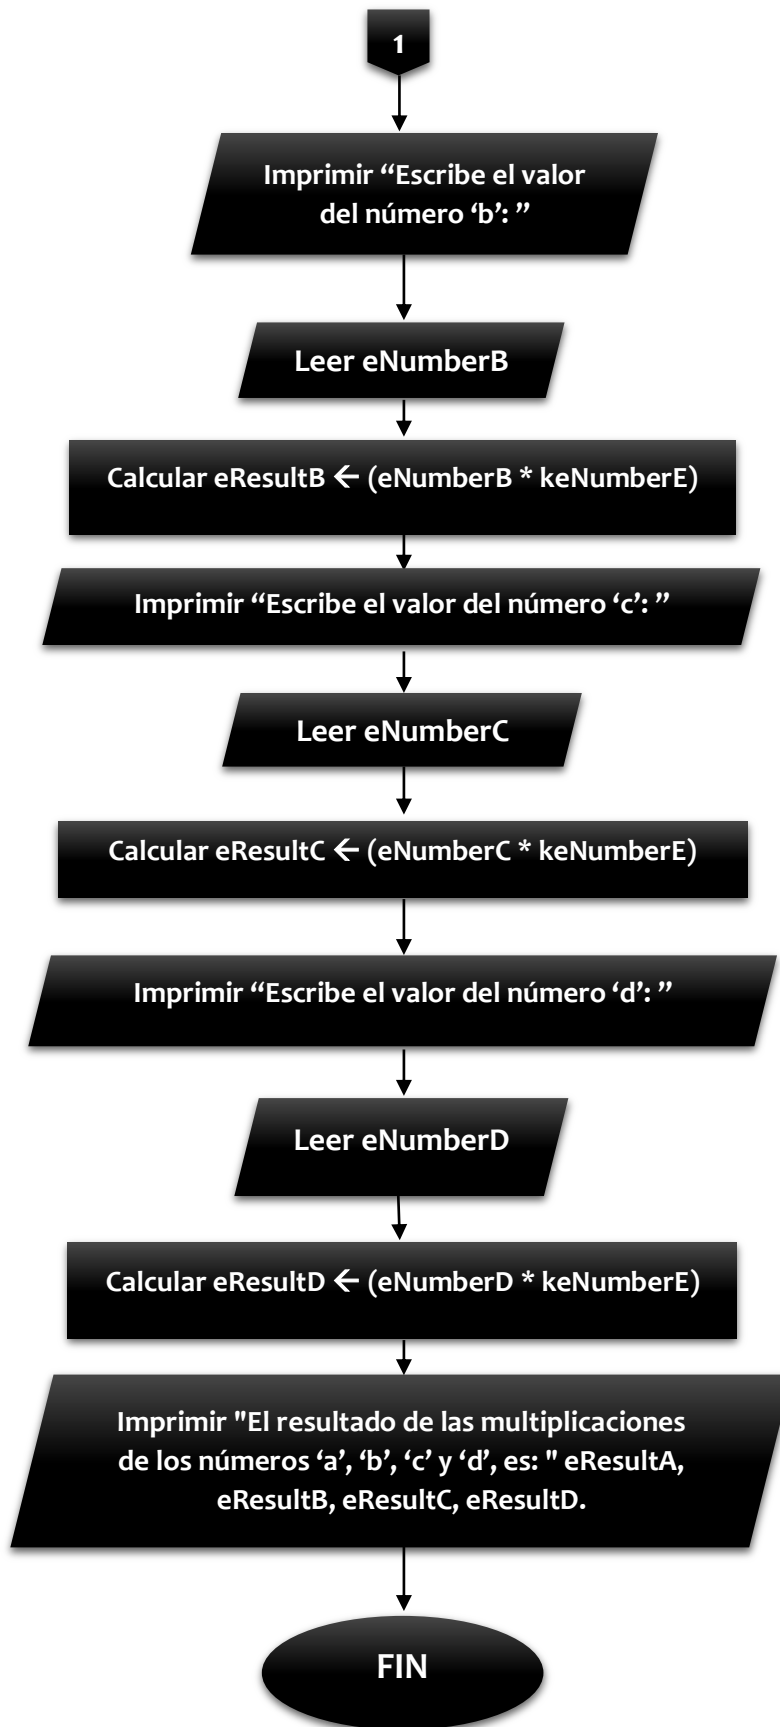 1
Imprimir “Escribe el valor
del número ‘b’: ”
Leer eNumberB
Calcular eResultB ← (eNumberB * keNumberE)
Imprimir “Escribe el valor del número ‘c’: ”
Leer eNumberC
Calcular eResultC ← (eNumberC * keNumberE)
Imprimir “Escribe el valor del número ‘d’: ”
Leer eNumberD
Calcular eResultD ← (eNumberD * keNumberE)
Imprimir "El resultado de las multiplicaciones
de los números ‘a’, ‘b’, ‘c’ y ‘d’, es: " eResultA,
eResultB, eResultC, eResultD.
FIN